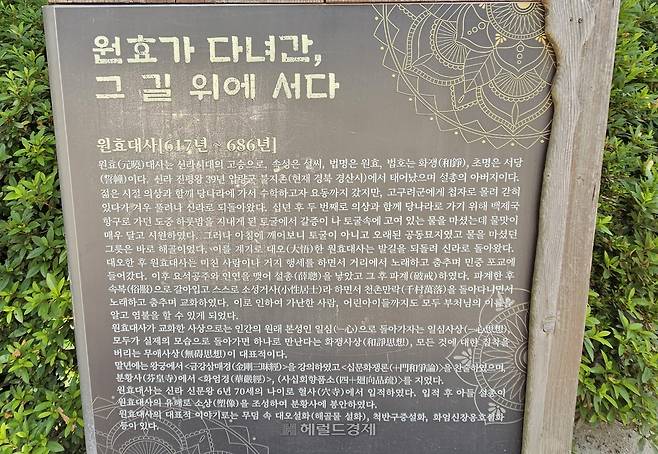 원효가 다녀간,
그 길 위에 서다
원효대사[617년 ~ 686년]
원효(元曉)대사는 신라시대의 고승으로, 속성은 설씨, 법명은 원효, 법호는 화쟁(和諍), 초명은 서당
(誓幢)이다. 신라 진평왕 39년 압량군 불지촌(현재 경북 경산시)에서 태어났으며 설총의 아버지이다.
젊은 시절 의상과 함께 당나라에 가서 수학하고자 요동까지 갔지만, 고구려군에게 첩자로 몰려 갇혀
있다가 겨우 풀려나 신라로 되돌아왔다. 십년 후 두 번째로 의상과 함께 당나라로 가기 위해 백제국
항구로 가던 도중 하룻밤을 지내게 된 토굴에서 갈증이 나 토굴속에 고여 있는 물을 마셨는데 물맛이
매우 달고 시원하였다. 그러나 아침에 깨어보니 토굴이 아니고 오래된 공동묘지였고 물을 마셨던
그릇은 바로 해골이었다. 이를 계기로 대오(大悟)한 원효대사는 발길을 되돌려 신라로 돌아왔다.
대오한 후 원효대사는 미친 사람이나 거지 행세를 하면서 거리에서 노래하고 춤추며 민중 포교에
들어갔다. 이후 요석공주와 인연을 맺어 설총(薛聰)을 낳았고 그 후 파계(破戒)하였다. 파계한 후
속복(俗服)으로 갈아입고 스스로 소성거사(小性居士)라 하면서 천촌만락(千村萬落)을 돌아다니면서
노래하고 춤추며 교화하였다. 이로 인하여 가난한 사람, 어린아이들까지도 모두 부처님의 이름을
알고 염불을 할 수 있게 되었다.
원효대사가 교화한 사상으로는 인간의 원래 본성인 일심(一心)으로 돌아가자는 일심사상(一心思想)
모두가 실제의 모습으로 돌아가면 하나로 만난다는 화쟁사상(和諍思想), 모든 것에 대한 집착을
버리는 무애사상(無碍思想)이 대표적이다.
말년에는 왕궁에서 <금강삼매경(金剛三昧經)>을 강의하였고 <십문화쟁론(十門和爭論)>을 완술하였으며,
분황사(芬皇寺)에서 <화엄경(華嚴經)>, <사십회향품소(四十廻向品疏)>를 지었다.
원효대사는 신라 신문왕 6년 70세의 나이로 혈사(穴寺)에서 입적하였다. 입적 후 아들 설총이
원효대사의 유해로 소상(塑像)을 조성하여 분황사에 봉안하였다.
원효대사의 대표적 이야기로는 무덤 속 대오설화(해골물 설화), 척반구중설화, 화엄신장옹호설화
등이 있다.
헤럴드경제